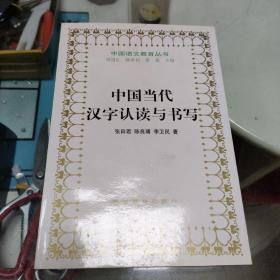 中国语文教育丛书
中国当代
汉字认读与书写
张田若 陈良璜 李卫民 著